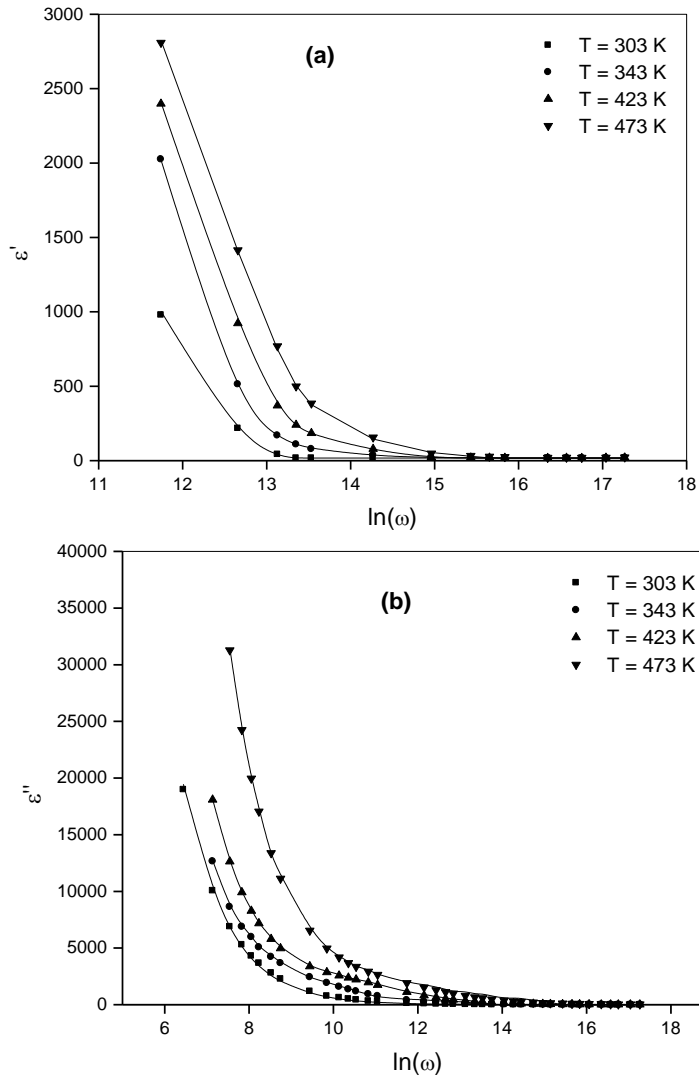 (a)
T = 303 K
T = 343 K
T = 423 K
T = 473 K
3000
2500
2000
1500
1000
500
0
ε'
11 12 13 14 15 16 17 18
ln(ω)
(b)
T = 303 K
T = 343 K
T = 423 K
T = 473 K
40000
35000
30000
25000
20000
15000
10000
5000
0
ε"
6 8 10 12 14 16 18
ln(ω)